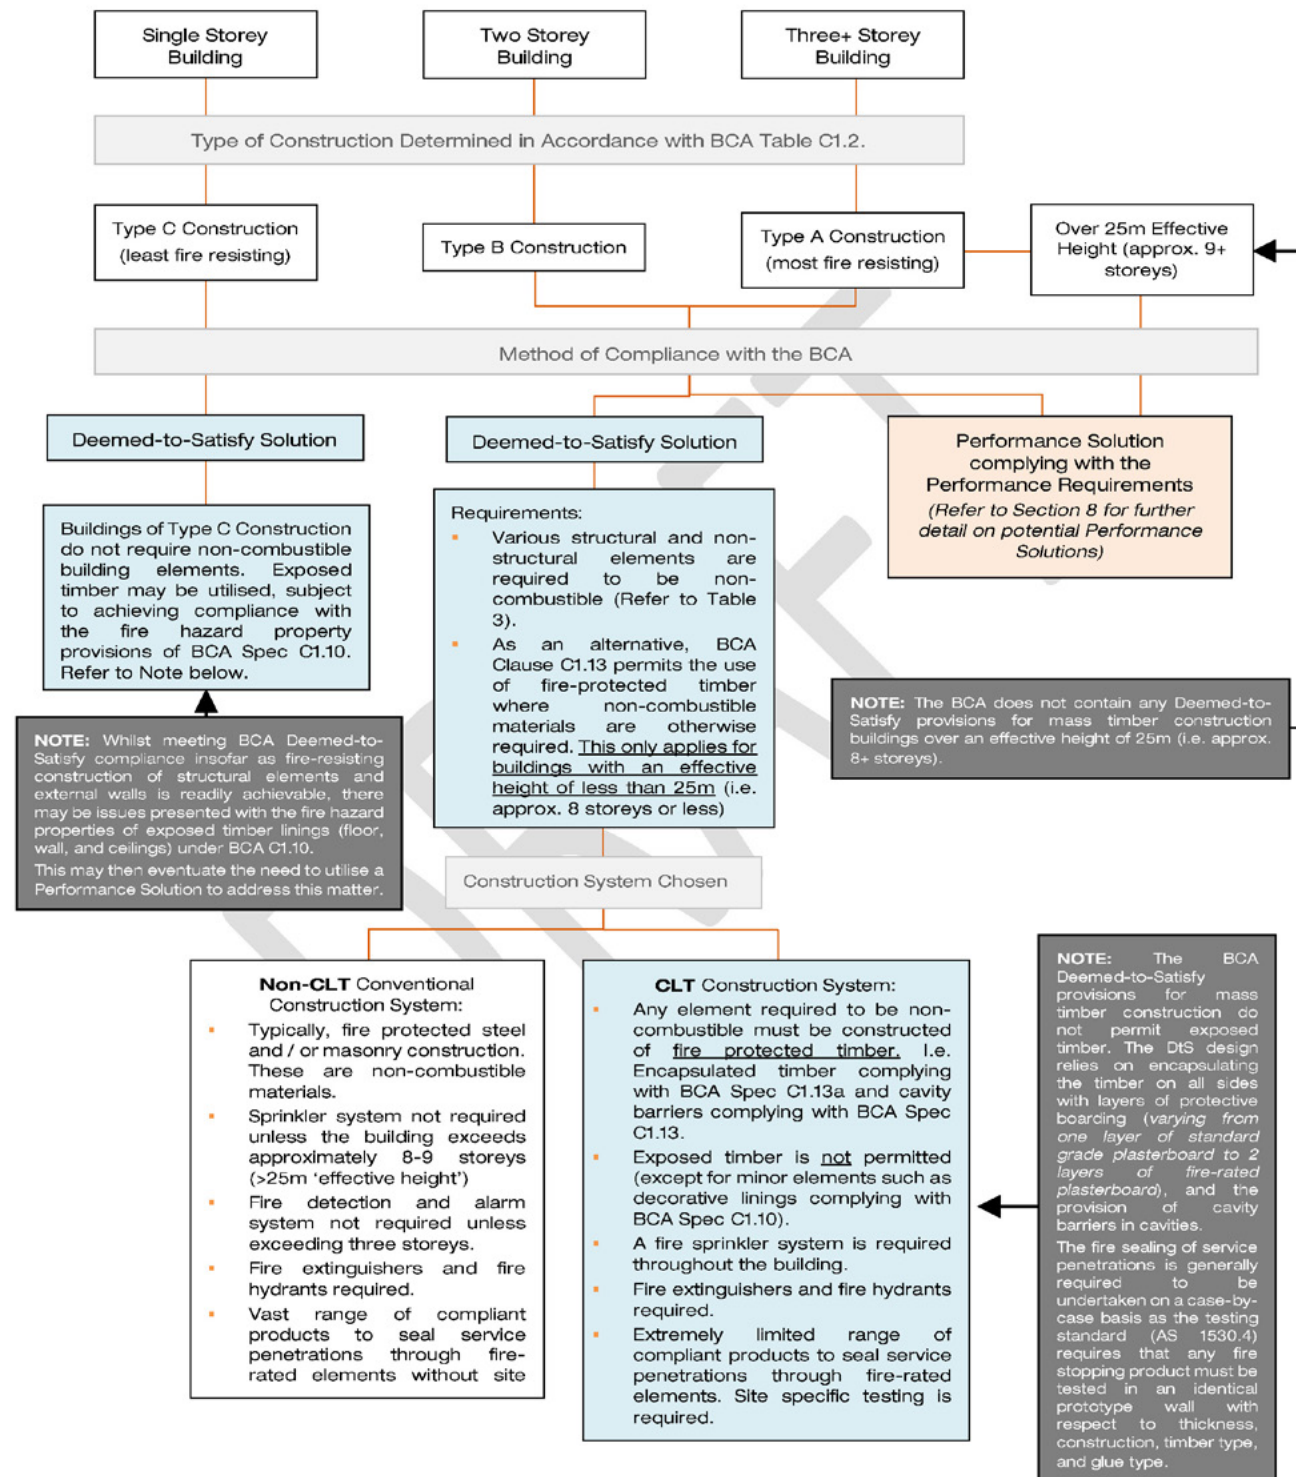 Single Storey
Building
Two Storey
Building
Three+ Storey
Building
Type of Construction Determined in Accordance with BCA Table C1.2.
Type C Construction
(least fire resisting)
Type B Construction
Type A Construction
(most fire resisting)
Over 25m Effective
Height (approx. 9+
storeys)
Method of Compliance with the BCA
Deemed-to-Satisfy Solution
Deemed-to-Satisfy Solution
Performance Solution
complying with the
Performance Requirements
(Refer to Section 8 for further
detail on potential Performance
Solutions)
Buildings of Type C Construction
do not require non-combustible
building elements. Exposed
timber may be utilised, subject
to achieving compliance with
the fire hazard property
provisions of BCA Spec C1.10.
Refer to Note below.
Requirements:
Various structural and non-
structural elements are
required to be non-
combustible (Refer to Table
3).
As an alternative, BCA
Clause C1.13 permits the use
of fire-protected timber
where non-combustible
materials are otherwise
required. This only applies for
buildings with an effective
height of less than 25m (i.e.
approx. 8 storeys or less)
NOTE: Whilst meeting BCA Deemed-to-
Satisfy compliance insofar as fire-resisting
construction of structural elements and
external walls is readily achievable, there
may be issues presented with the fire hazard
properties of exposed timber linings (floor,
wall, and ceilings) under BCA C1.10.
This may then eventuate the need to utilise a
Performance Solution to address this matter.
NOTE: The BCA does not contain any Deemed-to-
Satisfy provisions for mass timber construction
buildings over an effective height of 25m (i.e. approx.
8+ storeys).
Construction System Chosen
Non-CLT Conventional
Construction System:
Typically, fire protected steel
and / or masonry construction.
These are non-combustible
materials.
Sprinkler system not required
unless the building exceeds
approximately 8-9 storeys
(>25m 'effective height')
Fire detection and alarm
system not required unless
exceeding three storeys.
Fire extinguishers and fire
hydrants required.
Vast range of compliant
products to seal service
penetrations through fire-
rated elements without site
CLT Construction System:
Any element required to be non-
combustible must be constructed
of fire protected timber. I.e.
Encapsulated timber complying
with BCA Spec C1.13a and cavity
barriers complying with BCA Spec
C1.13.
Exposed timber is not permitted
(except for minor elements such as
decorative linings complying with
BCA Spec C1.10).
A fire sprinkler system is required
throughout the building.
Fire extinguishers and fire hydrants
required.
Extremely limited range of
compliant products to seal service
penetrations through fire-rated
elements. Site specific testing is
required.
NOTE: The BCA
Deemed-to-Satisfy
provisions for mass
timber construction do
not permit exposed
timber. The DtS design
relies on encapsulating
the timber on all sides
with layers of protective
boarding (varying from
one layer of standard
grade plasterboard to 2
layers of fire-rated
plasterboard), and the
provision of cavity
barriers in cavities.
The fire sealing of service
penetrations is generally
required to be
undertaken on a case-by-
case basis as the testing
standard (AS 1530.4)
requires that any fire
stopping product must be
tested in an identical
prototype wall with
respect to thickness,
construction, timber type,
and glue type.
DRAFT